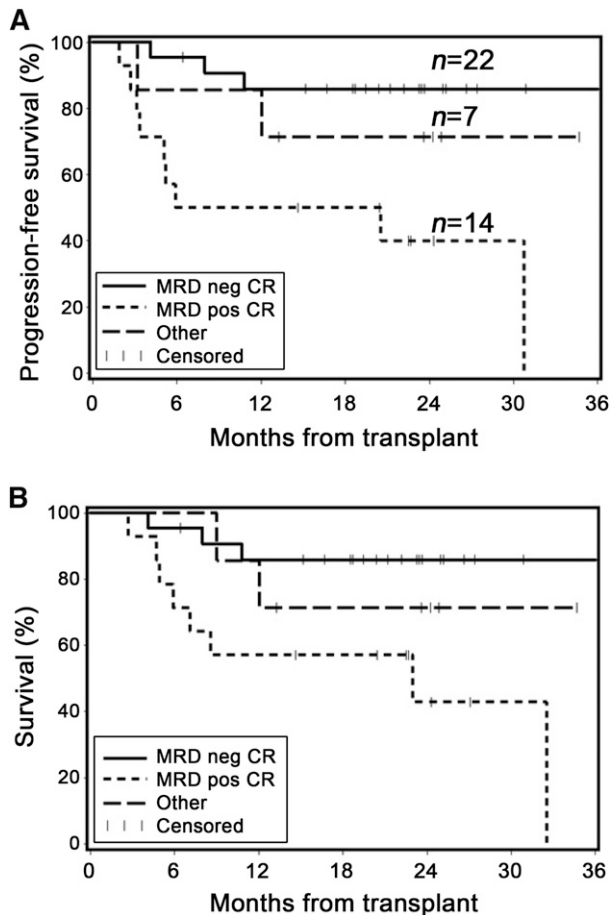 A
Progression-free survival (%)
100
80
60
40
20
0
n=22
n=7
n=14
MRD neg CR
MRD pos CR
Other
Censored
0 6 12 18 24 30 36
Months from transplant
B
Survival (%)
100
80
60
40
20
0
MRD neg CR
MRD pos CR
Other
Censored
0 6 12 18 24 30 36
Months from transplant